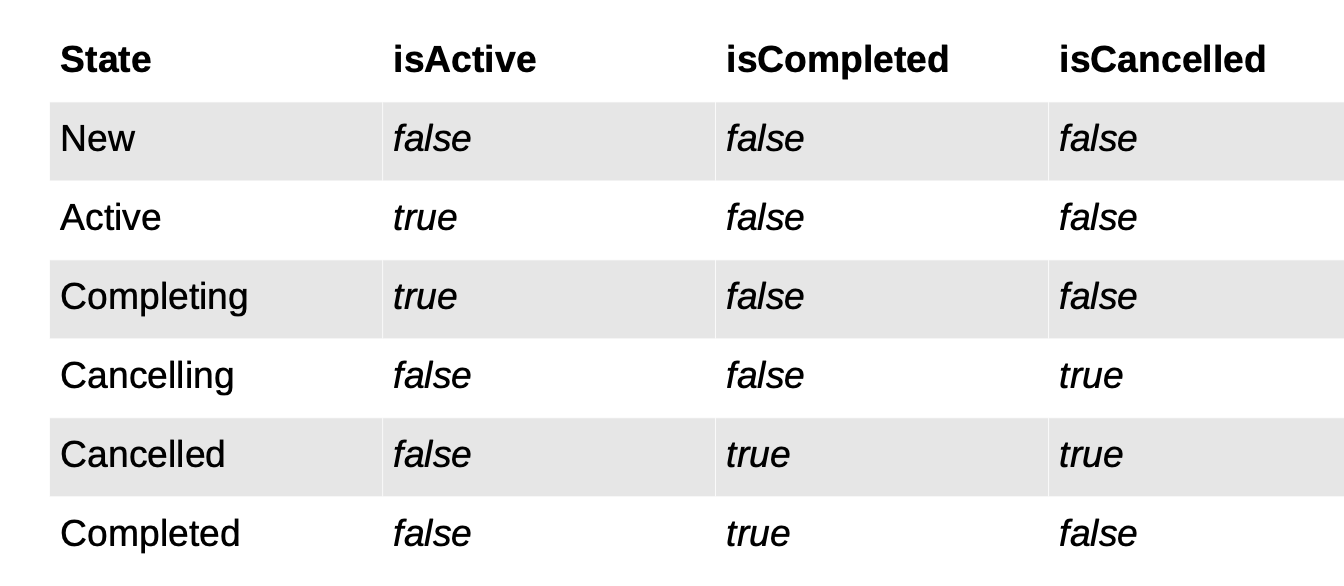 State isActive isCompleted isCancelled
New false false false
Active true false false
Completing true false false
Cancelling false false true
Cancelled false true true
Completed false true false